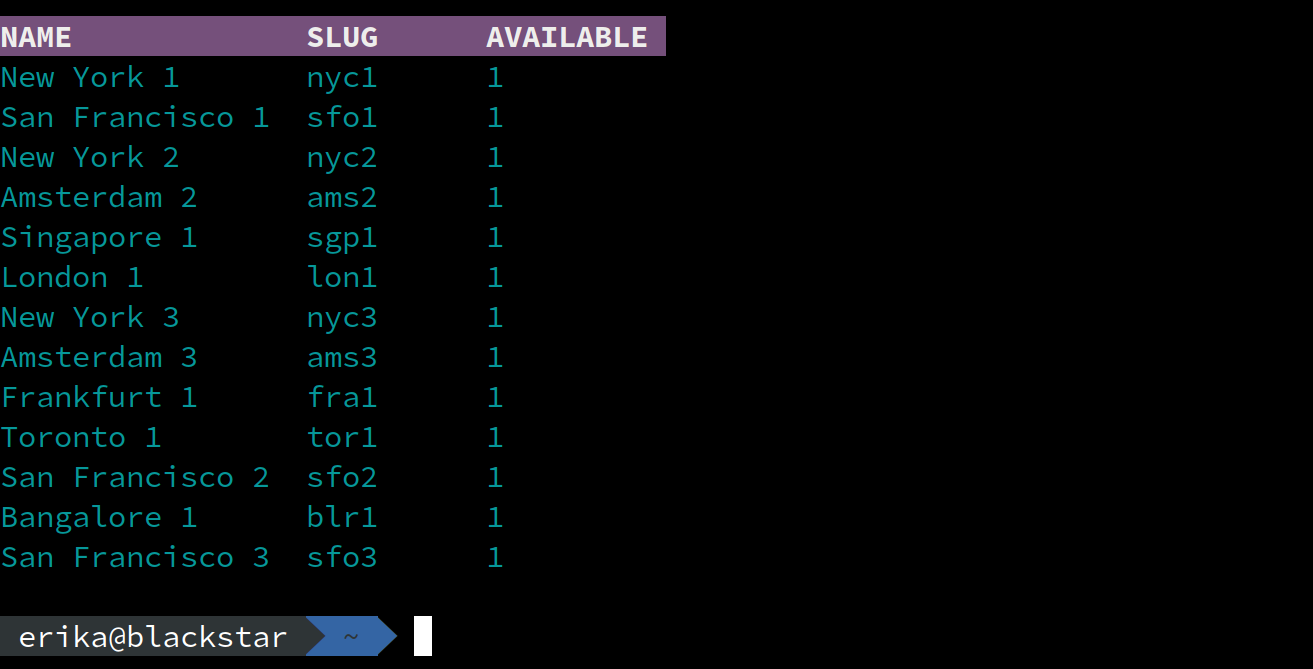 NAME SLUG AVAILABLE
New York 1 nyc1 1
San Francisco 1 sfo1 1
New York 2 nyc2 1
Amsterdam 2 ams2 1
Singapore 1 sgp1 1
London 1 lon1 1
New York 3 nyc3 1
Amsterdam 3 ams3 1
Frankfurt 1 fra1 1
Toronto 1 tor1 1
San Francisco 2 sfo2 1
Bangalore 1 blr1 1
San Francisco 3 sfo3 1
erika@blackstar ~